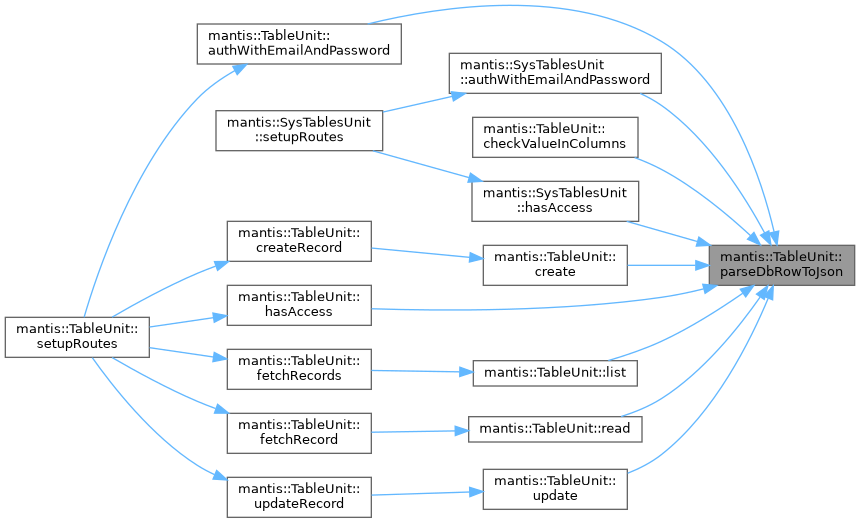 mantis::TableUnit::
authWithEmailAndPassword
mantis::SysTablesUnit
::authWithEmailAndPassword
mantis::SysTablesUnit
::setupRoutes
mantis::TableUnit::
checkValueInColumns
mantis::SysTablesUnit
::hasAccess
mantis::TableUnit::
createRecord
mantis::TableUnit::
create
mantis::TableUnit::
parseDbRowToJson
mantis::TableUnit::
hasAccess
mantis::TableUnit::
setupRoutes
mantis::TableUnit::
fetchRecords
mantis::TableUnit::list
mantis::TableUnit::
fetchRecord
mantis::TableUnit::read
mantis::TableUnit::
updateRecord
mantis::TableUnit::
update